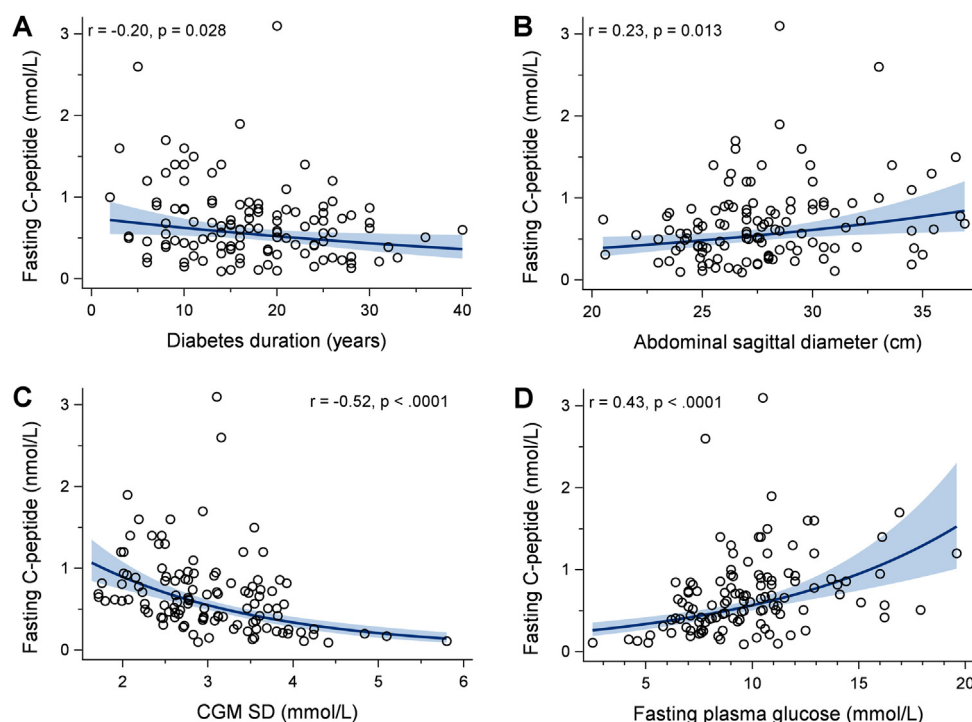 A
r = -0.20, p = 0.028
Fasting C-peptide (nmol/L)
3
2
1
0
0 10 20 30 40
Diabetes duration (years)
B
r = 0.23, p = 0.013
Fasting C-peptide (nmol/L)
3
2
1
0
20 25 30 35
Abdominal sagittal diameter (cm)
C
r = -0.52, p < .0001
Fasting C-peptide (nmol/L)
3
2
1
0
2 3 4 5 6
CGM SD (mmol/L)
D
r = 0.43, p < .0001
Fasting C-peptide (nmol/L)
3
2
1
0
5 10 15 20
Fasting plasma glucose (mmol/L)